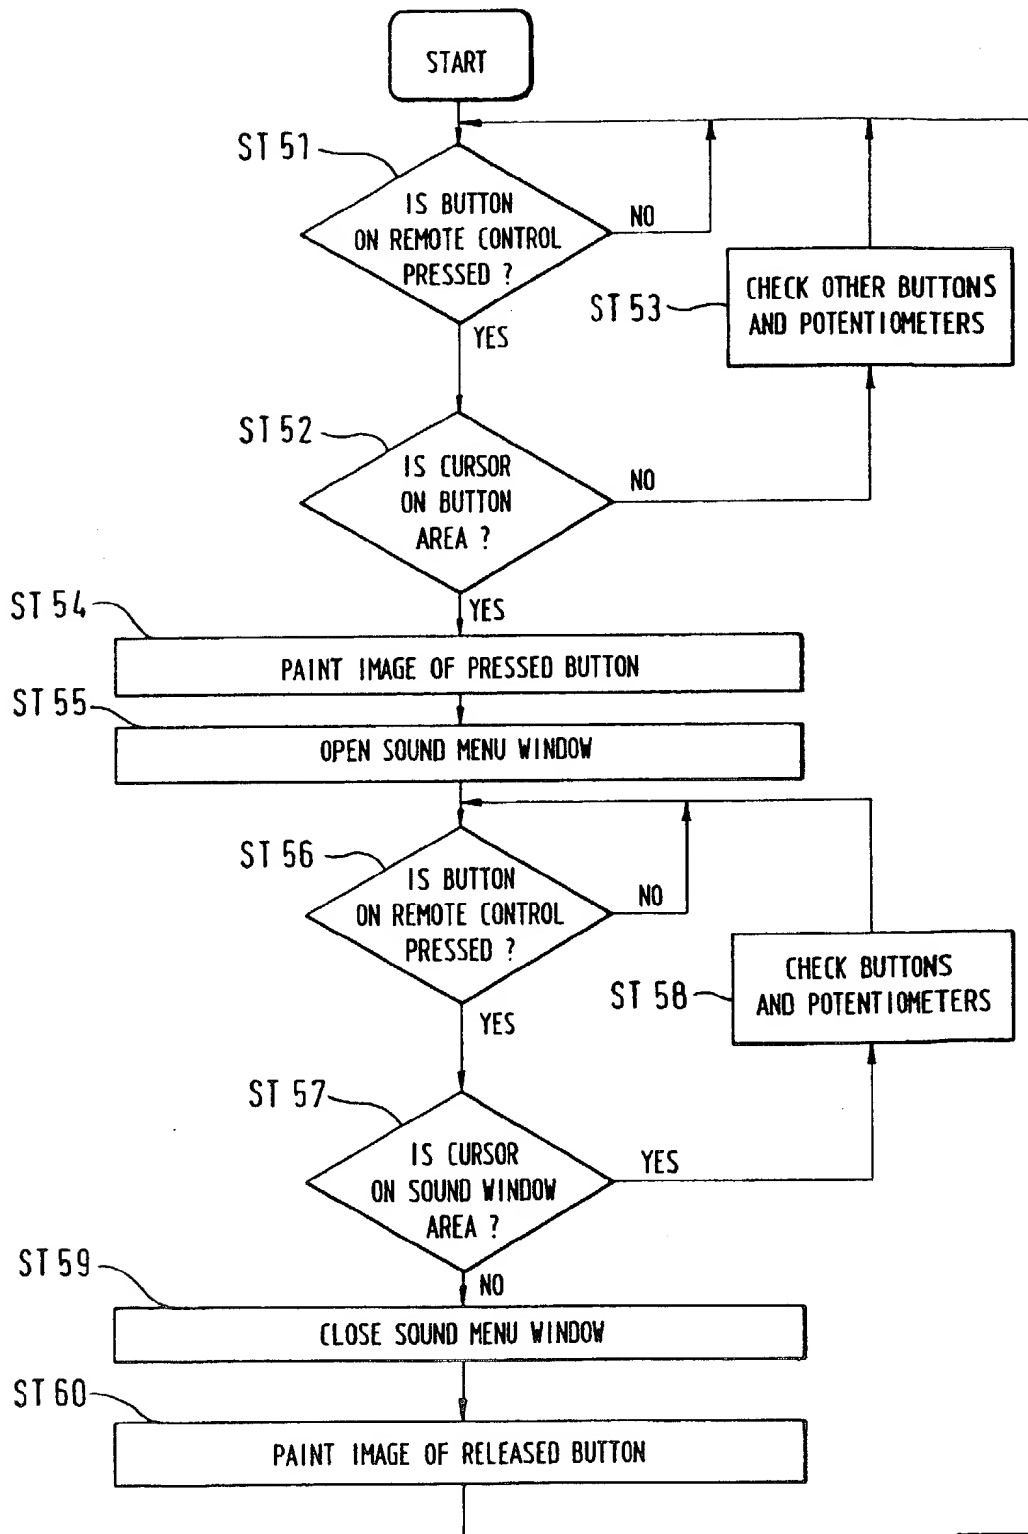 START
ST 51
IS BUTTON
ON REMOTE CONTROL
PRESSED ?
NO
YES
ST 53
CHECK OTHER BUTTONS
AND POTENTIOMETERS
ST 52
IS CURSOR
ON BUTTON
AREA ?
NO
YES
ST 54
PAINT IMAGE OF PRESSED BUTTON
ST 55
OPEN SOUND MENU WINDOW
ST 56
IS BUTTON
ON REMOTE CONTROL
PRESSED ?
NO
YES
ST 58
CHECK BUTTONS
AND POTENTIOMETERS
ST 57
IS CURSOR
ON SOUND WINDOW
AREA ?
YES
NO
ST 59
CLOSE SOUND MENU WINDOW
ST 60
PAINT IMAGE OF RELEASED BUTTON